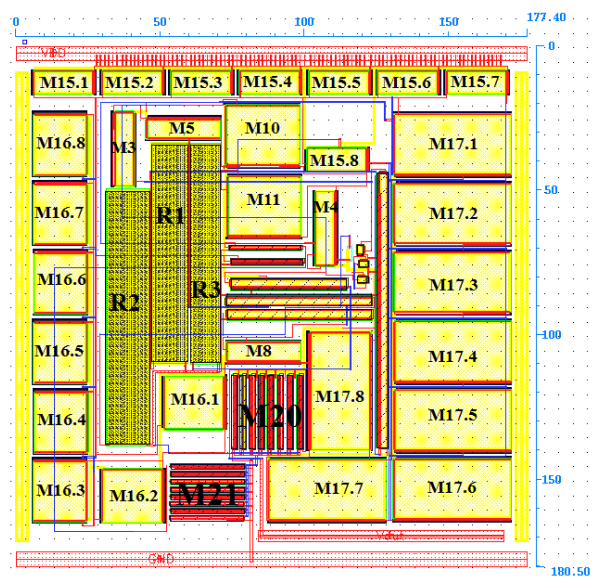 0 50 100 150 177.40
0
VDD
M15.1 M15.2 M15.3 M15.4 M15.5 M15.6 M15.7
M16.8 M3 M5 M10 M17.1
M15.8
50
M16.7 R1 M11 M4 M17.2
M16.6 R2 R3 M17.3
100
M16.5 M8 M17.4
M16.4 M16.1 M20 M17.8 M17.5
150
M16.3 M16.2 M21 M17.7 M17.6
Vout
GND
180.50